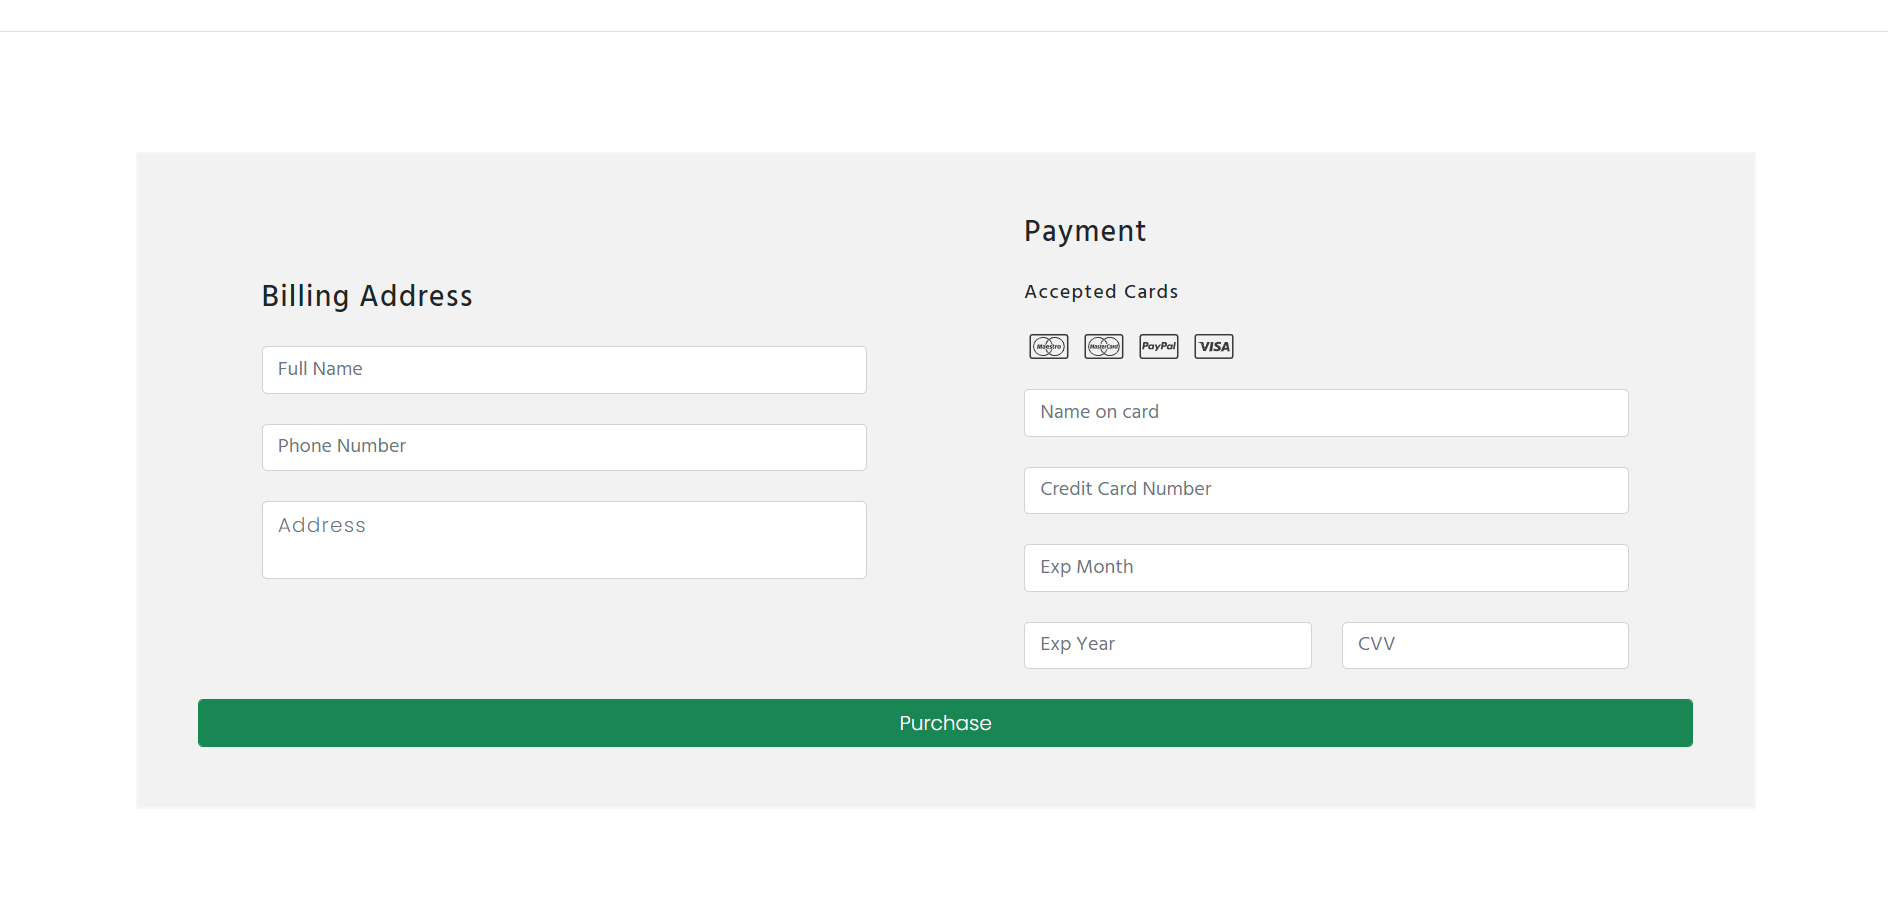 Billing Address
Full Name
Phone Number
Address
Payment
Accepted Cards
Maestro MasterCard PayPal VISA
Name on card
Credit Card Number
Exp Month
Exp Year CVV
Purchase